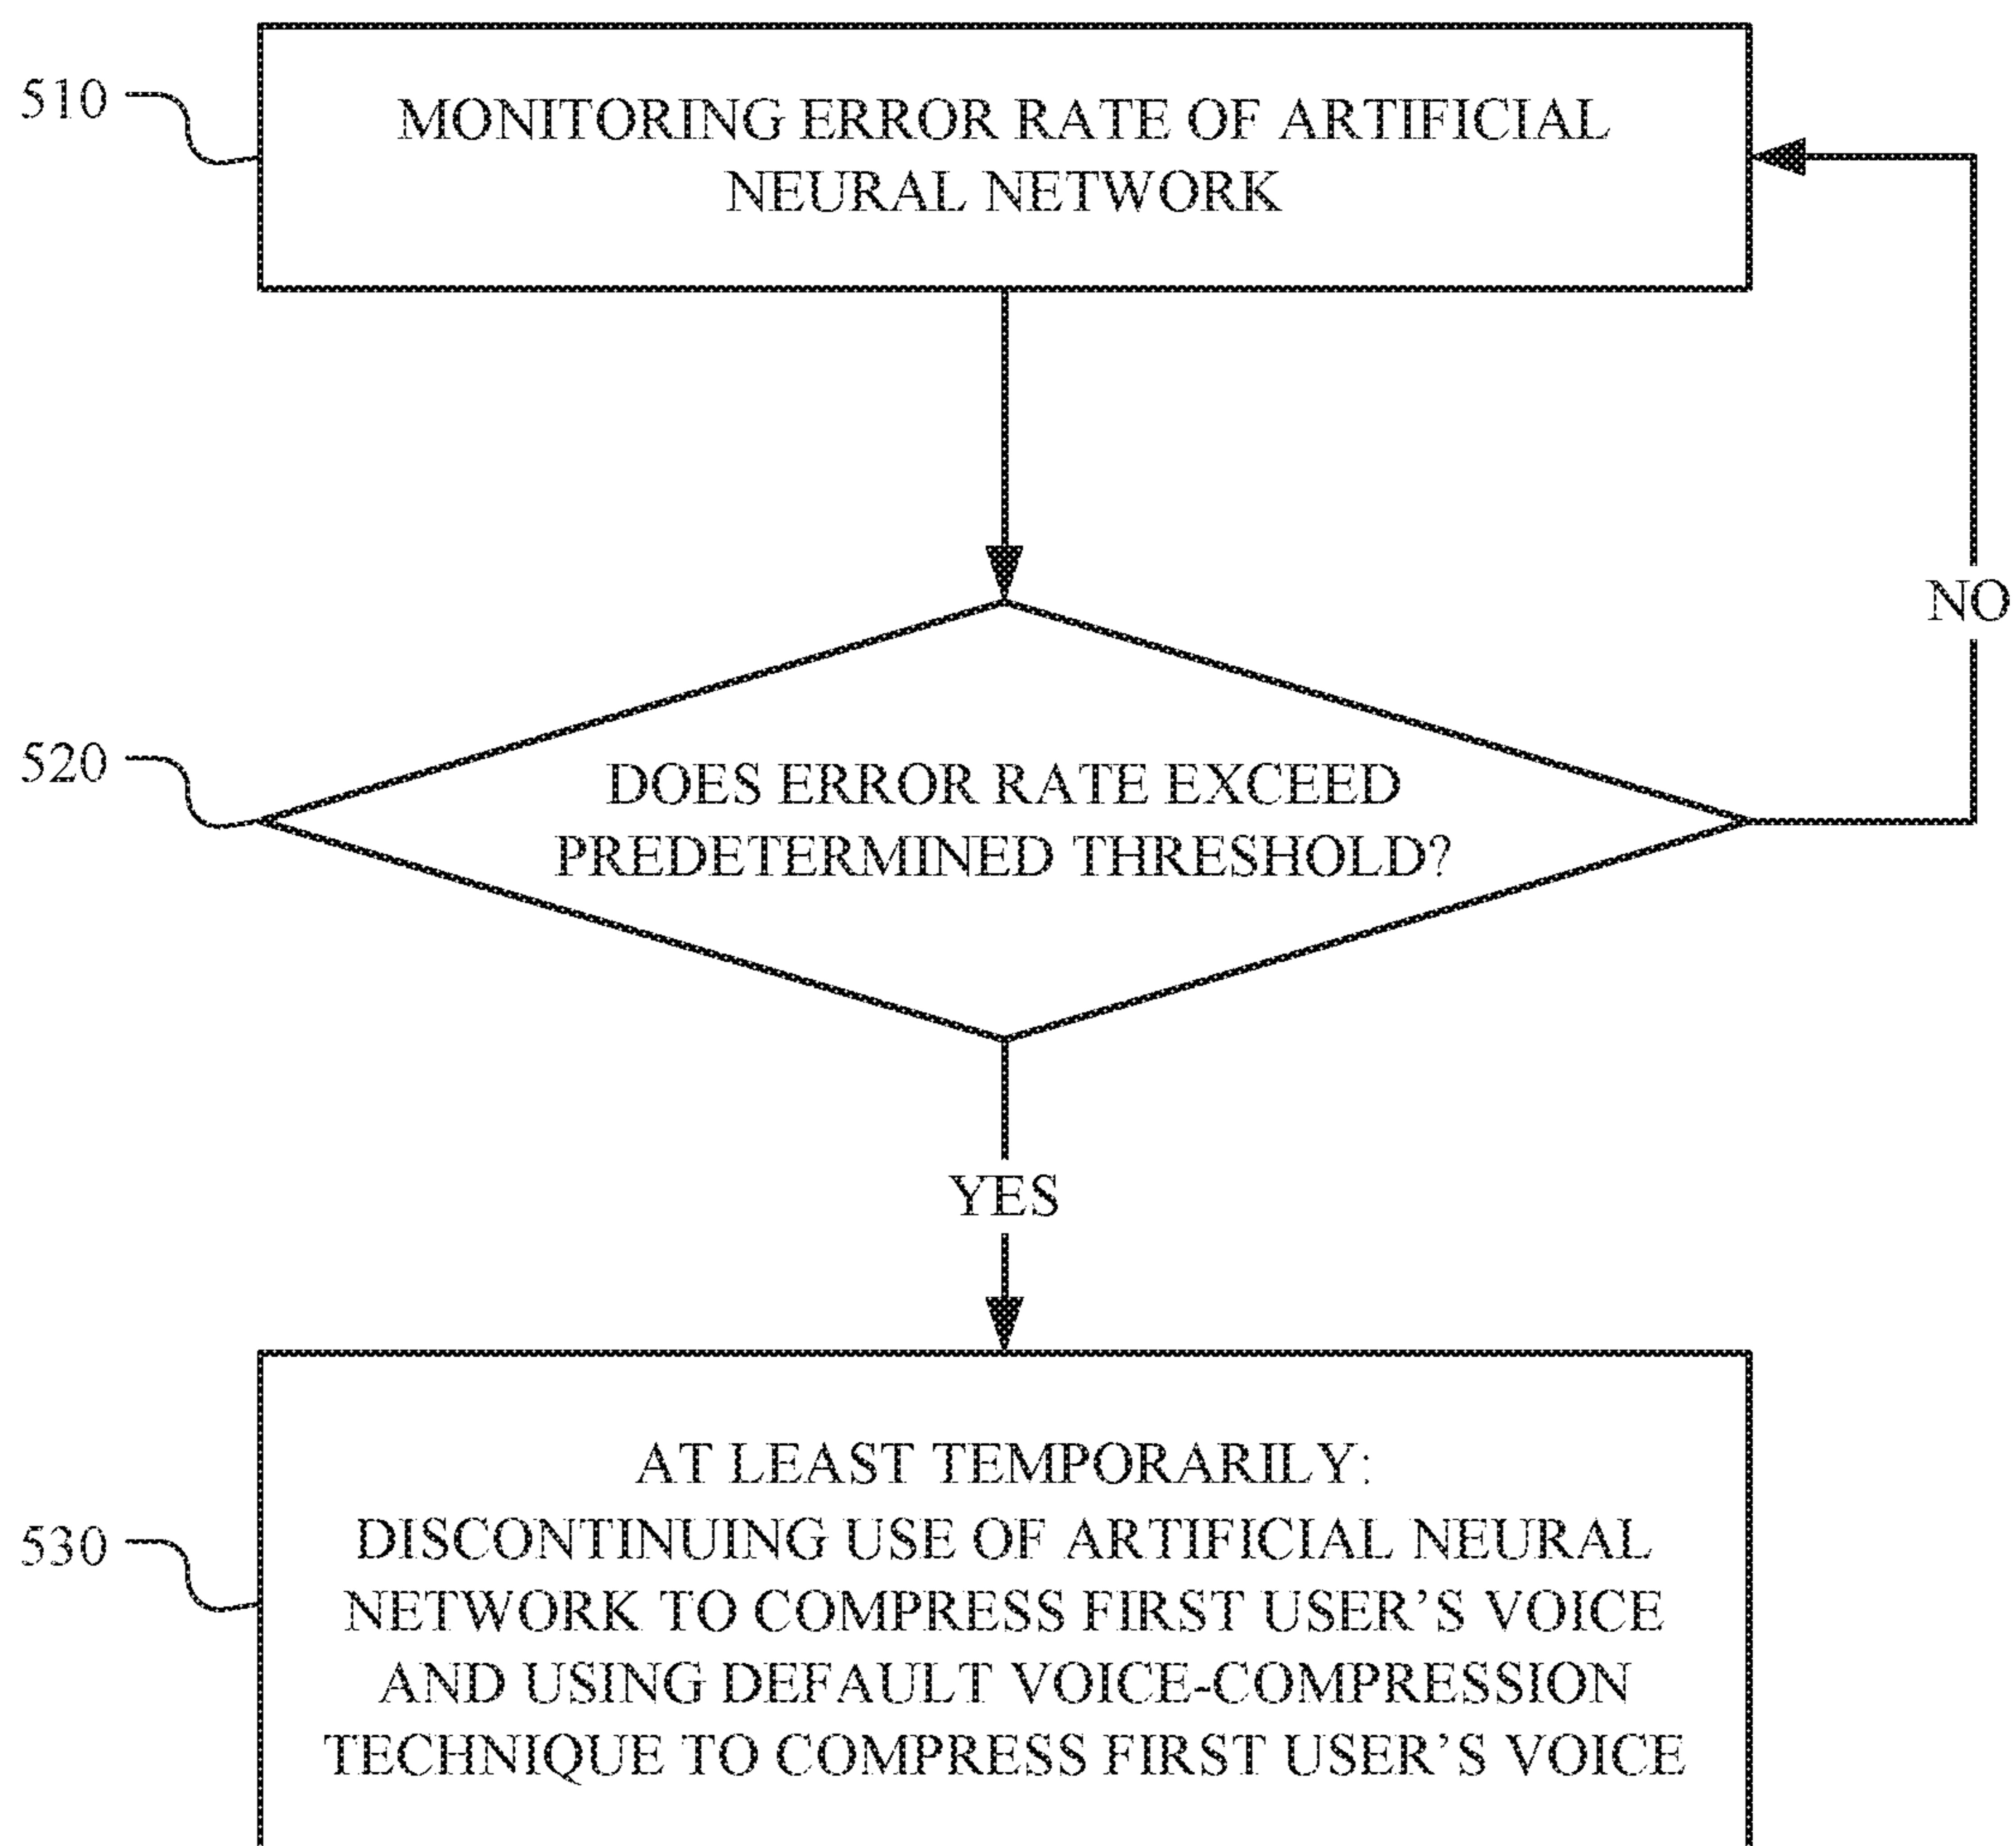 510
MONITORING ERROR RATE OF ARTIFICIAL
NEURAL NETWORK
NO
520
DOES ERROR RATE EXCEED
PREDETERMINED THRESHOLD?
YES
530
AT LEAST TEMPORARILY:
DISCONTINUING USE OF ARTIFICIAL NEURAL
NETWORK TO COMPRESS FIRST USER’S VOICE
AND USING DEFAULT VOICE-COMPRESSION
TECHNIQUE TO COMPRESS FIRST USER’S VOICE